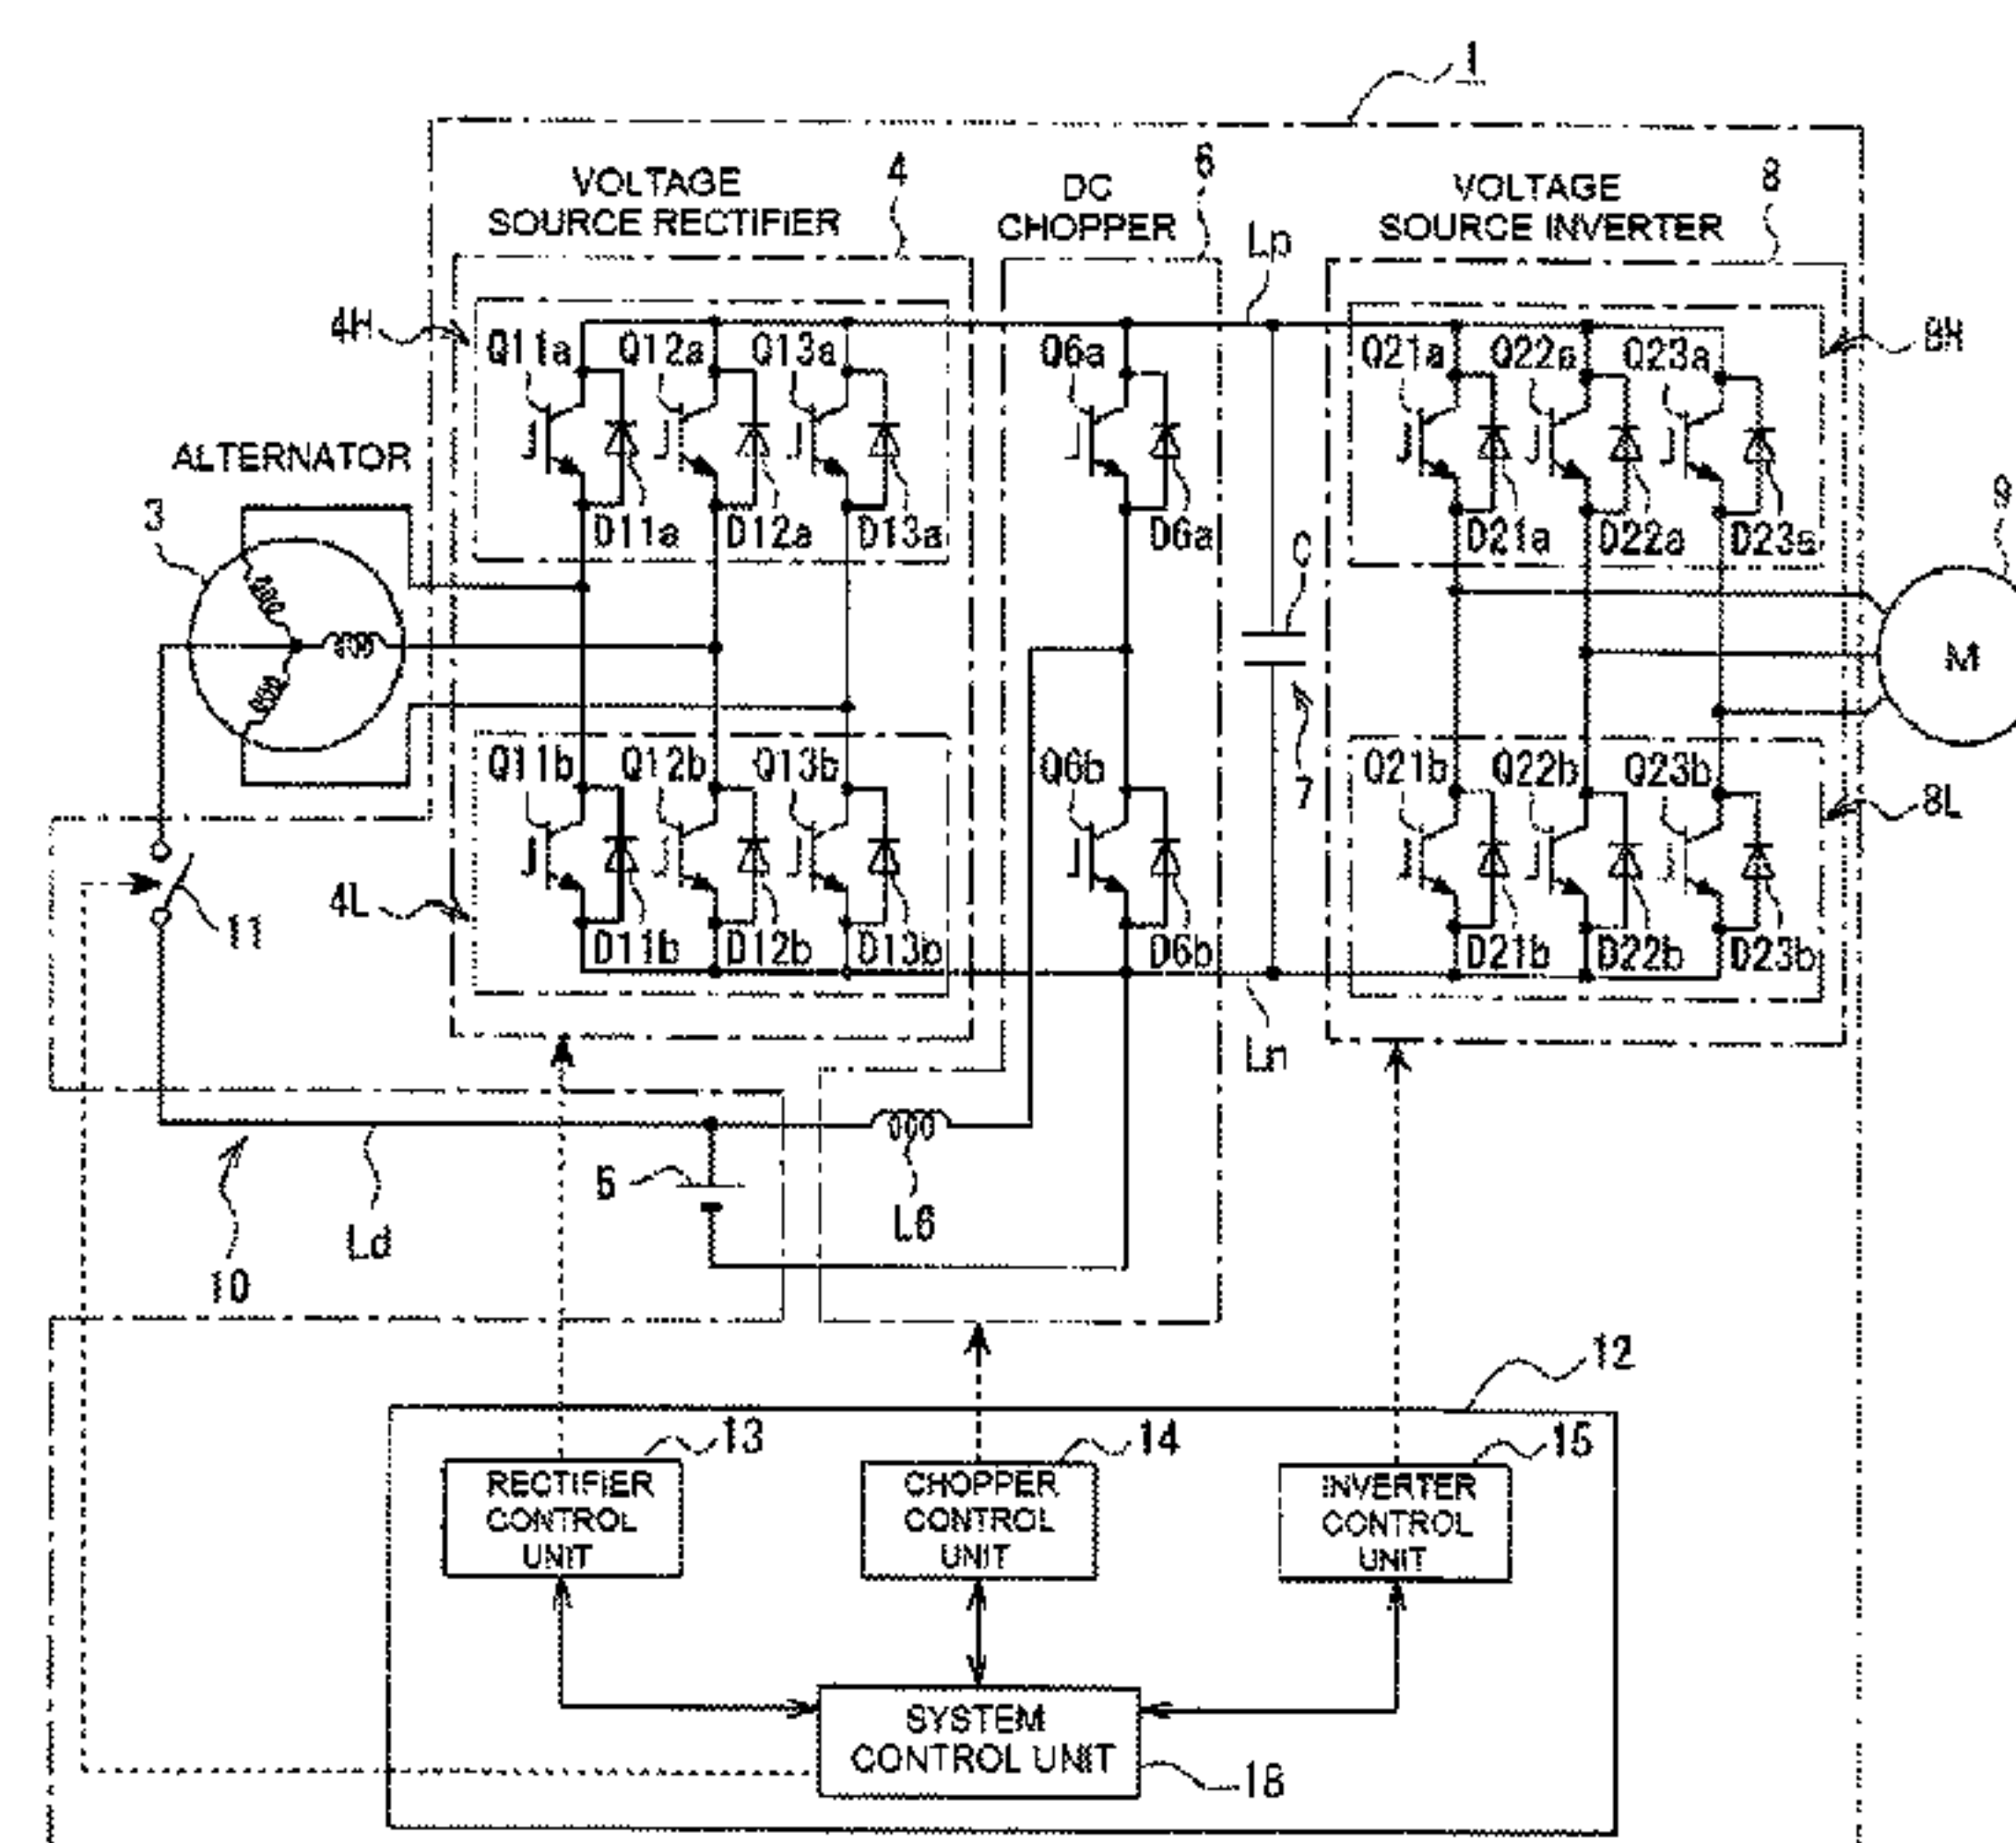 1
VOLTAGE
SOURCE RECTIFIER
4
DC
CHOPPER
6
VOLTAGE
SOURCE INVERTER
8
Lp
4H
Q11a
Q12a
Q13a
Q6a
Q21a
Q22a
Q23a
8H
ALTERNATOR
3
D11a
D12a
D13a
D6a
C
D21a
D22a
D23a
9
M
Q11b
Q12b
Q13b
Q6b
7
Q21b
Q22b
Q23b
8L
11
4L
D11b
D12b
D13b
D6b
D21b
D22b
D23b
Ln
5
L6
Ld
10
12
13
14
15
RECTIFIER
CONTROL
UNIT
CHOPPER
CONTROL
UNIT
INVERTER
CONTROL
UNIT
SYSTEM
CONTROL UNIT